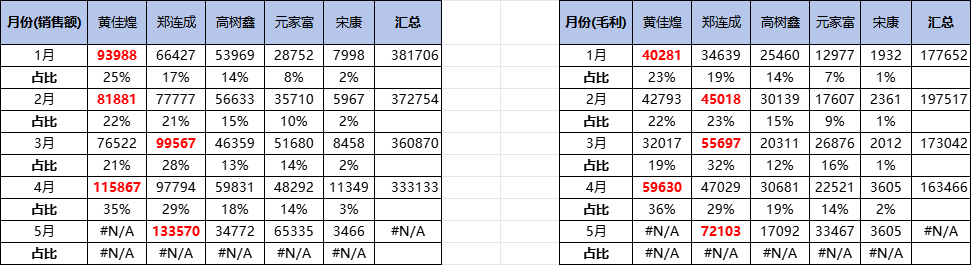 月份(销售额) 黄佳煌 郑连成 高树鑫 元家富 宋康 汇总 月份(毛利) 黄佳煌 郑连成 高树鑫 元家富 宋康 汇总
1月 93988 66427 53969 28752 7998 381706 1月 40281 34639 25460 12977 1932 177652
占比 25% 17% 14% 8% 2% 占比 23% 19% 14% 7% 1%
2月 81881 77777 56633 35710 5967 372754 2月 42793 45018 30139 17607 2361 197517
占比 22% 21% 15% 10% 2% 占比 22% 23% 15% 9% 1%
3月 76522 99567 46359 51680 8458 360870 3月 32017 55697 20311 26876 2012 173042
占比 21% 28% 13% 14% 2% 占比 19% 32% 12% 16% 1%
4月 115867 97794 59831 48292 11349 333133 4月 59630 47029 30681 22521 3605 163466
占比 35% 29% 18% 14% 3% 占比 36% 29% 19% 14% 2%
5月 #N/A 133570 34772 65335 3466 #N/A 5月 #N/A 72103 17092 33467 3605 #N/A
占比 #N/A #N/A #N/A #N/A #N/A 占比 #N/A #N/A #N/A #N/A #N/A